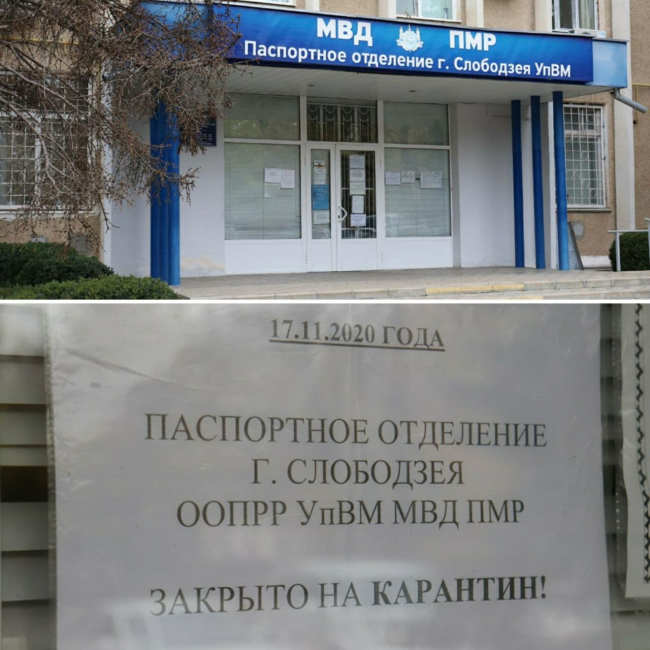 МВД ПМР
Паспортное отделение г. Слободзея УпВМ
17.11.2020 ГОДА
ПАСПОРТНОЕ ОТДЕЛЕНИЕ
Г. СЛОБОДЗЕЯ
ООПРР УпВМ МВД ПМР
ЗАКРЫТО НА КАРАНТИН!